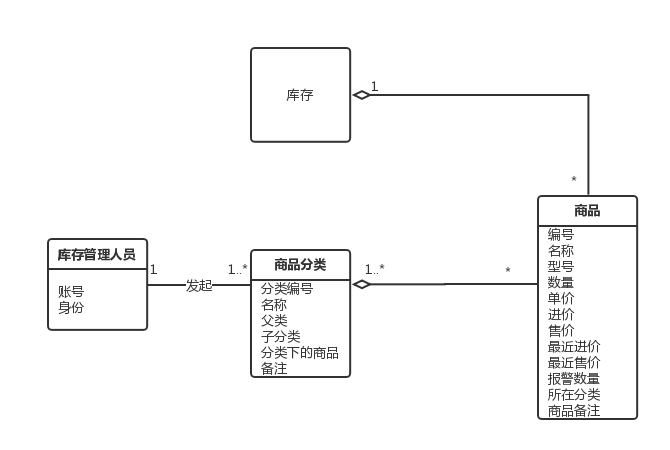 库存
1
*
库存管理人员
账号
身份
1
发起
1..*
商品分类
分类编号
名称
父类
子分类
分类下的商品
备注
1..*
*
商品
编号
名称
型号
数量
单价
进价
售价
最近进价
最近售价
报警数量
所在分类
商品备注